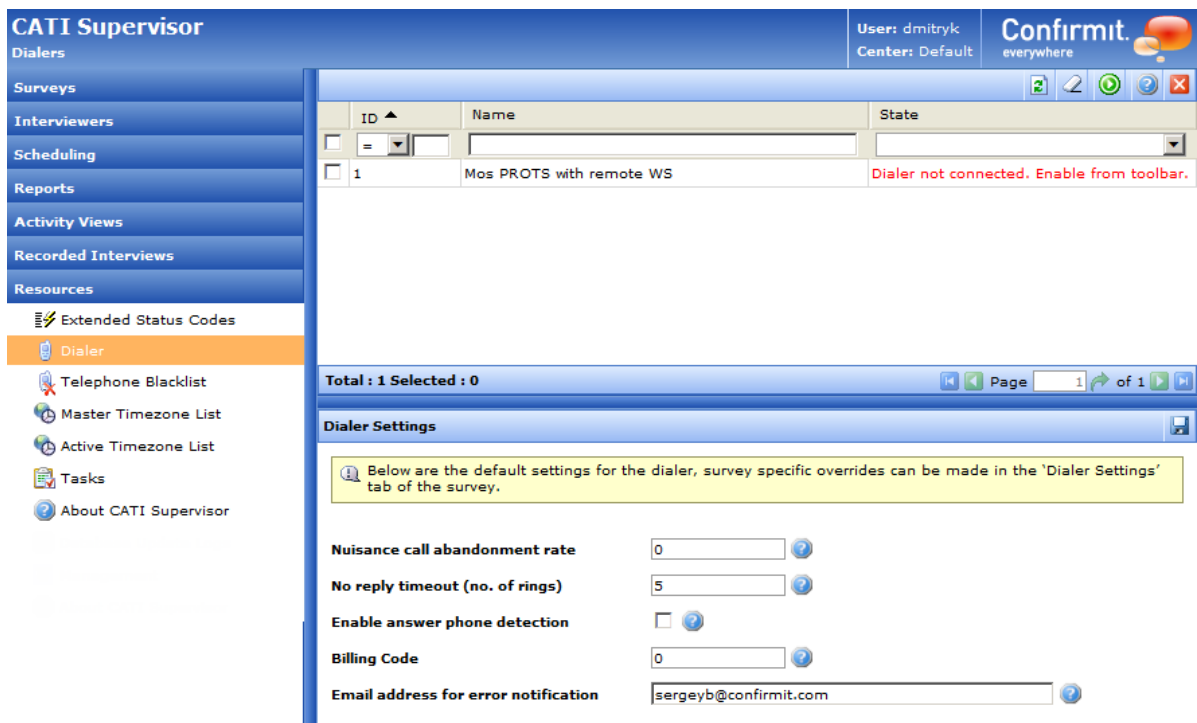 CATI Supervisor
Dialers
User: dmitryk
Center: Default
Confirmit.
everywhere
Surveys
Interviewers
Scheduling
Reports
Activity Views
Recorded Interviews
Resources
Extended Status Codes
Dialer
Telephone Blacklist
Master Timezone List
Active Timezone List
Tasks
About CATI Supervisor
ID Name State
=
1 Mos PROTS with remote WS Dialer not connected. Enable from toolbar.
Total : 1 Selected : 0 Page 1 of 1
Dialer Settings
Below are the default settings for the dialer, survey specific overrides can be made in the ‘Dialer Settings’
tab of the survey.
Nuisance call abandonment rate 0
No reply timeout (no. of rings) 5
Enable answer phone detection
Billing Code 0
Email address for error notification sergeyb@confirmit.com